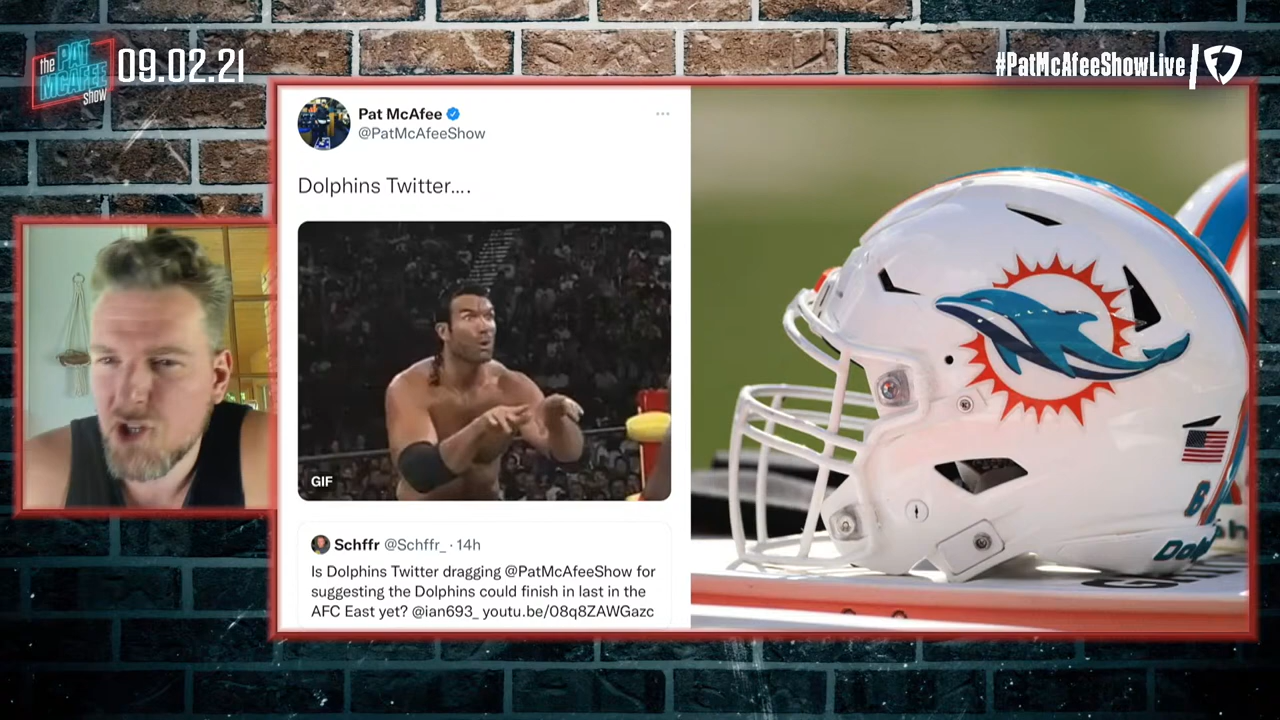 the
PAT
MCAFEE
show
09.02.21
#PatMcAfeeShowLive
Pat McAfee
@PatMcAfeeShow
Dolphins Twitter....
GIF
Schffr @Schffr_ · 14h
Is Dolphins Twitter dragging @PatMcAfeeShow for
suggesting the Dolphins could finish in last in the
AFC East yet? @ian693_ youtu.be/08q8ZAWGazc